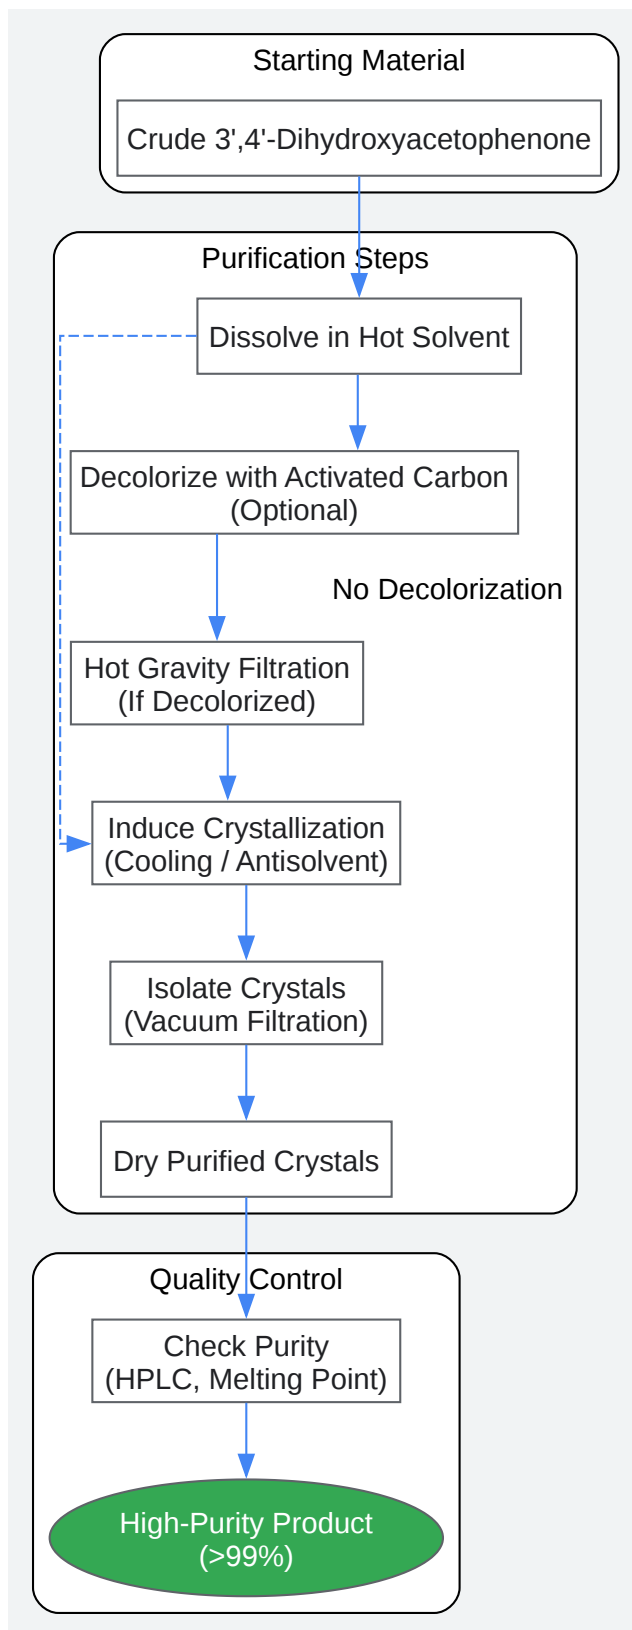 Starting Material
Crude 3',4'-Dihydroxyacetophenone
Purification Steps
Dissolve in Hot Solvent
Decolorize with Activated Carbon
(Optional)
No Decolorization
Hot Gravity Filtration
(If Decolorized)
Induce Crystallization
(Cooling / Antisolvent)
Isolate Crystals
(Vacuum Filtration)
Dry Purified Crystals
Quality Control
Check Purity
(HPLC, Melting Point)
High-Purity Product
(>99%)